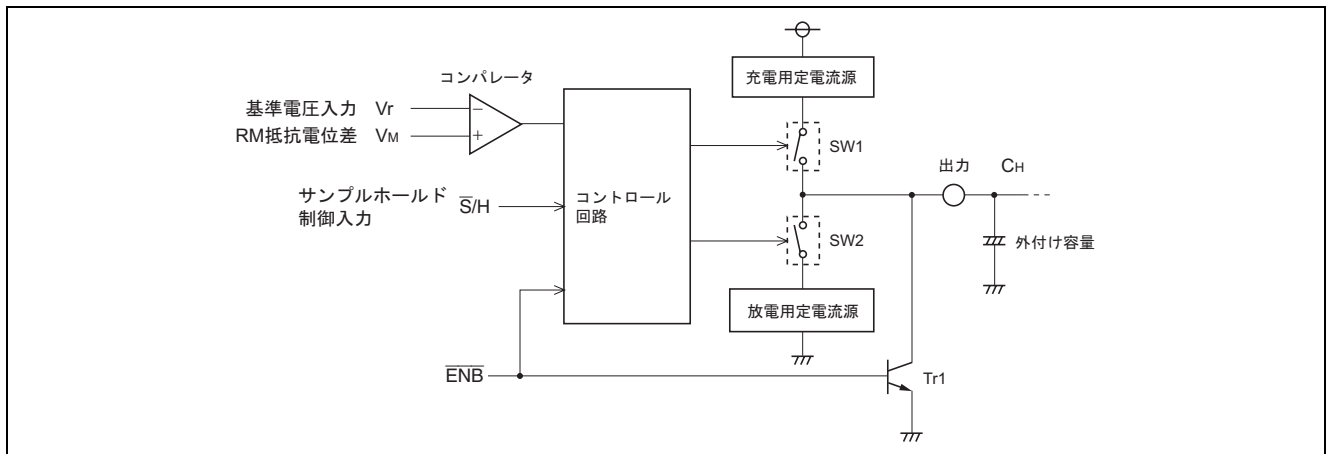 コンパレータ
基準電圧入力 Vr
RM抵抗電位差 VM
−
+
サンプルホールド
制御入力
S̅/H
コントロール
回路
E̅N̅B̅
充電用定電流源
SW1
SW2
放電用定電流源
出力
CH
外付け容量
Tr1